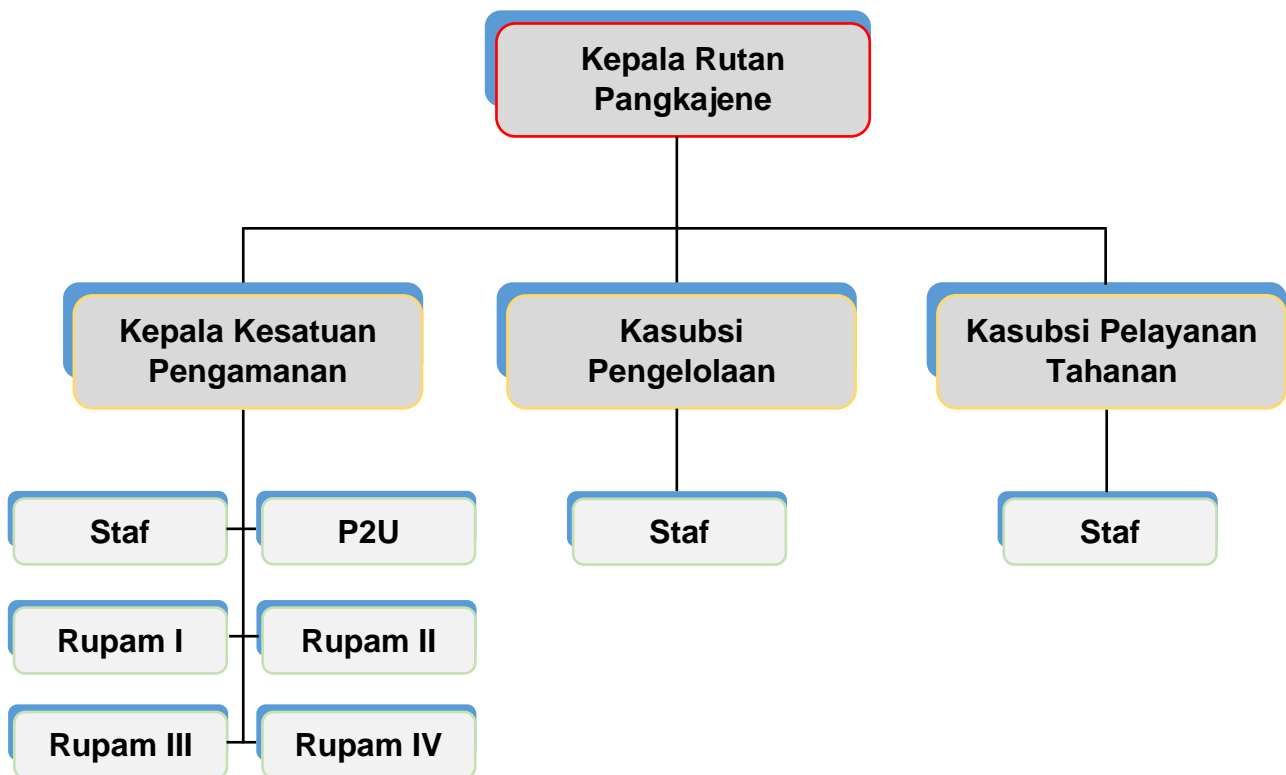 Kepala Rutan
Pangkajene
Kepala Kesatuan
Pengamanan
Kasubsi
Pengelolaan
Kasubsi Pelayanan
Tahanan
Staf
P2U
Staf
Staf
Rupam I
Rupam II
Rupam III
Rupam IV